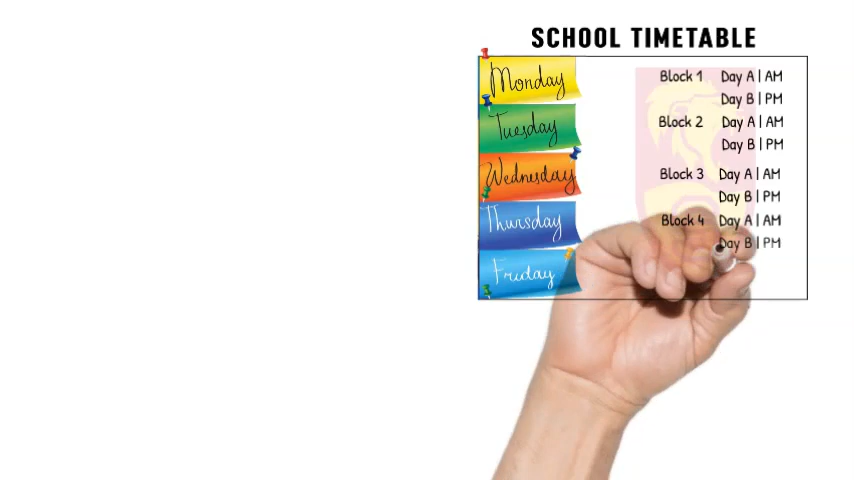 SCHOOL TIMETABLE
Monday
Tuesday
Wednesday
Thursday
Friday
Block 1 Day A | AM
Day B | PM
Block 2 Day A | AM
Day B | PM
Block 3 Day A | AM
Day B | PM
Block 4 Day A | AM
Day B | PM